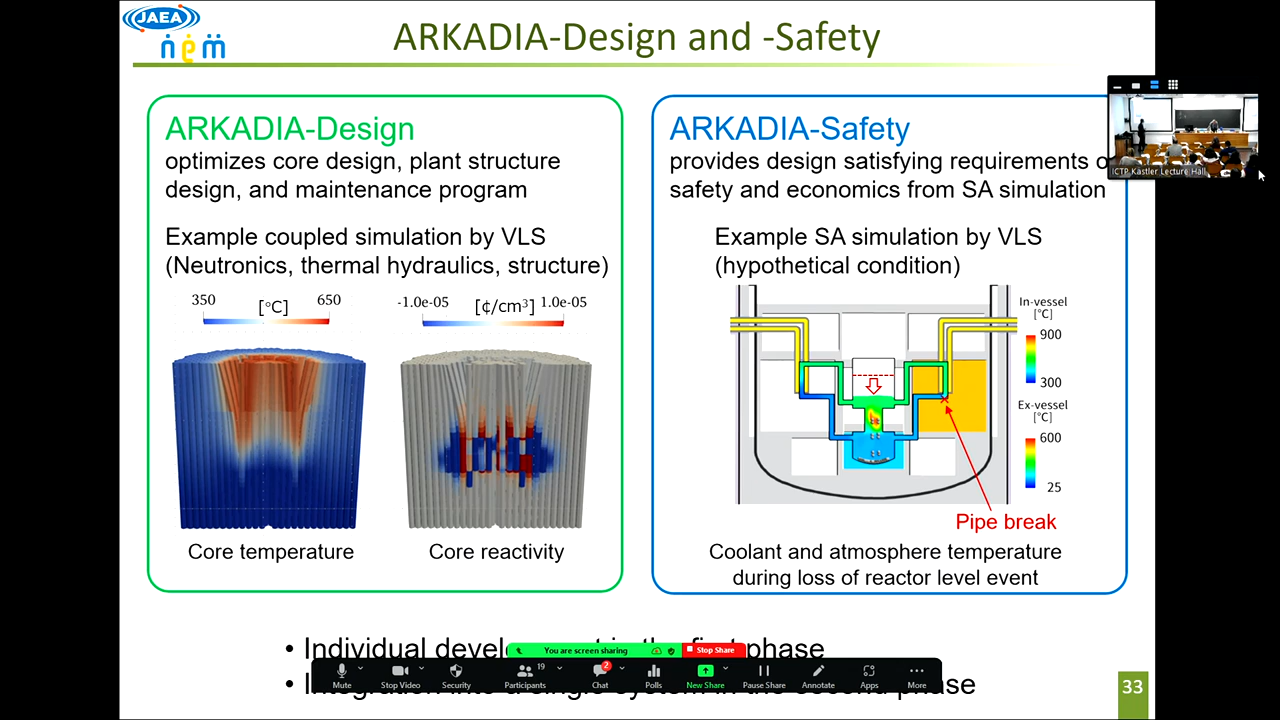 JAEA
nem
ARKADIA-Design and -Safety
ARKADIA-Design
optimizes core design, plant structure
design, and maintenance program
Example coupled simulation by VLS
(Neutronics, thermal hydraulics, structure)
350 [°C] 650
-1.0e-05 [¢/cm³] 1.0e-05
Core temperature
Core reactivity
ARKADIA-Safety
provides design satisfying requirements
safety and economics from SA simulation
Example SA simulation by VLS
(hypothetical condition)
In-vessel
[°C]
900
300
Ex-vessel
[°C]
600
25
Pipe break
Coolant and atmosphere temperature
during loss of reactor level event
ICTP Kastler Lecture Hall
• Individual phase
• phase
You are screen sharing Stop Share
Mute Stop Video Security Participants 19 Chat 2 Polls New Share Pause Share Annotate Apps More
33